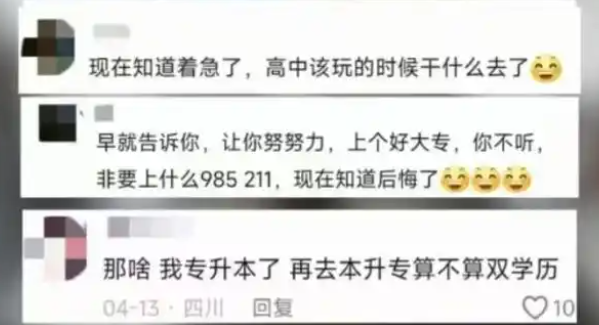 现在知道着急了，高中该玩的时候干什么去了😄
早就告诉你，让你努努力，上个好大专，你不听，
非要上什么985 211，现在知道后悔了😄😄😄
那啥 我专升本了 再去本升专算不算双学历
04-13 · 四川 回复 10